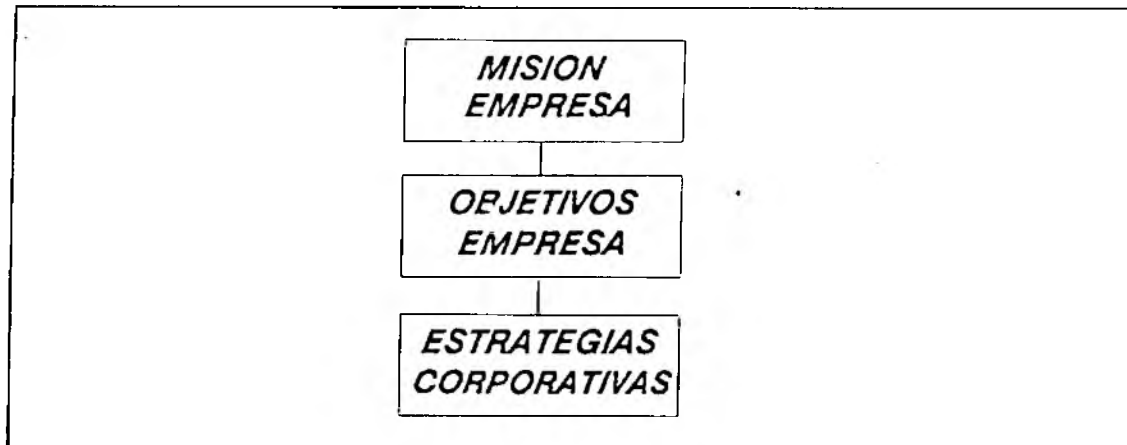 MISION
EMPRESA
OBJETIVOS
EMPRESA
ESTRATEGIAS
CORPORATIVAS